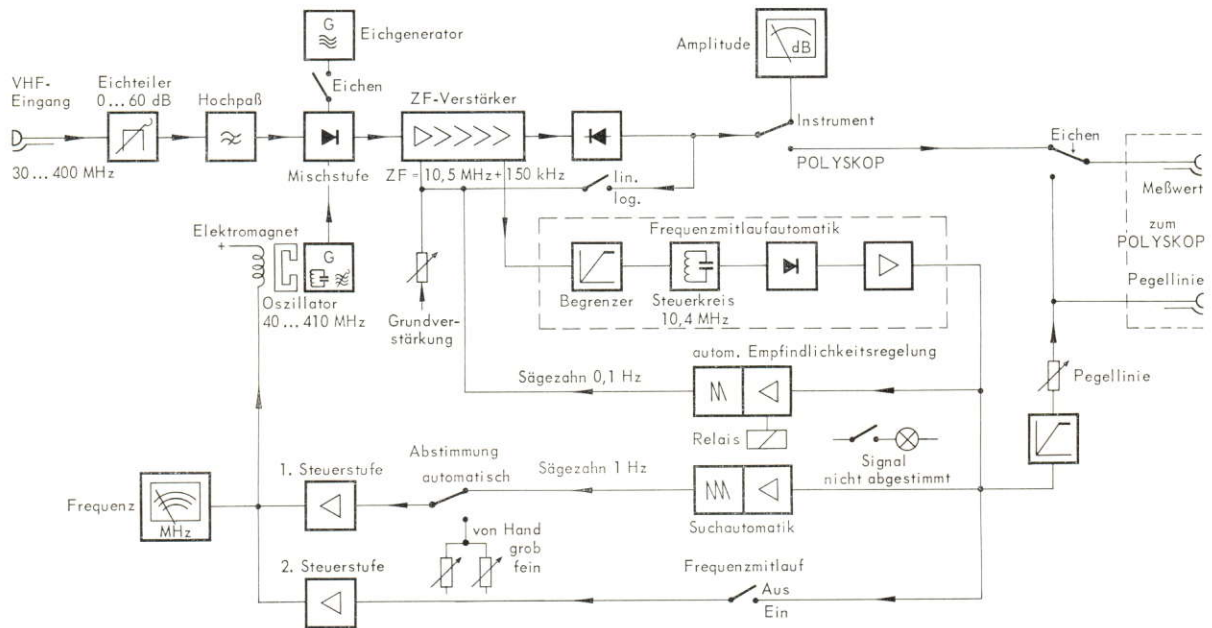 G
Eichgenerator
Amplitude
dB
VHF-
Eingang
Eichteiler
0...60 dB
Hochpaß
Eichen
ZF-Verstärker
Instrument
Eichen
POLYSKOP
30...400 MHz
Mischstufe
ZF = 10,5 MHz + 150 kHz
lin.
log.
Meßwert
zum
POLYSKOP
Elektromagnet
+
G
Oszillator
40...410 MHz
Frequenzmitlaufautomatik
Begrenzer
Steuerkreis
10,4 MHz
Pegellinie
Grundver-
stärkung
autom. Empfindlichkeitsregelung
Sägezahn 0,1 Hz
Pegellinie
Relais
Signal
nicht abgestimmt
Abstimmung
automatisch
1. Steuerstufe
Sägezahn 1 Hz
Frequenz
MHz
Suchautomatik
von Hand
grob
fein
2. Steuerstufe
Frequenzmitlauf
Aus
Ein